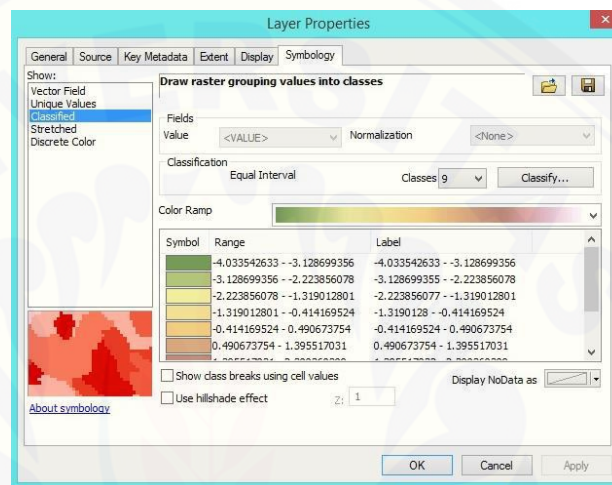 Layer Properties
General Source Key Metadata Extent Display Symbology
Show:
Vector Field
Unique Values
Classified
Stretched
Discrete Color
Draw raster grouping values into classes
Fields
Value <VALUE> Normalization <None>
Classification
Equal Interval Classes 9 Classify...
Color Ramp
Symbol Range Label
-4.033542633 - -3.128699356 -4.033542633 - -3.128699356
-3.128699356 - -2.223856078 -3.128699355 - -2.223856078
-2.223856078 - -1.319012801 -2.223856077 - -1.319012801
-1.319012801 - -0.414169524 -1.3190128 - -0.414169524
-0.414169524 - 0.490673754 -0.414169524 - 0.490673754
0.490673754 - 1.395517031 0.490673754 - 1.395517031
Show class breaks using cell values
Display NoData as
Use hillshade effect Z: 1
About symbology
OK Cancel Apply